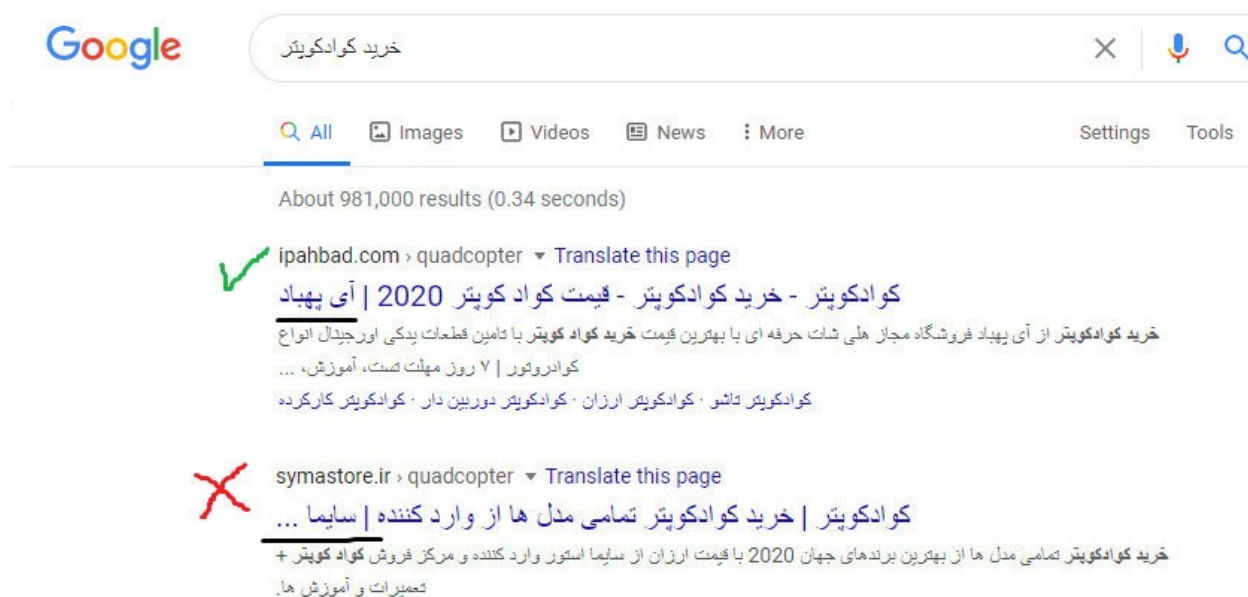 Google
خرید کوادکوپتر
All Images Videos News More Settings Tools
About 981,000 results (0.34 seconds)
ipahbad.com › quadcopter ▾ Translate this page
کوادکوپتر - خرید کوادکوپتر - قیمت کواد کوپتر 2020 | آی پهباد
خرید کوادکوپتر از آی پهباد فروشگاه مجاز هلی شات حرفه ای با بهترین قیمت خرید کواد کوپتر با تامین قطعات یدکی اورجینال انواع
کوادروتور | ۷ روز مهلت تست، آموزش، ...
کوادکوپتر تاشو · کوادکوپتر ارزان · کوادکوپتر دوربین دار · کوادکوپتر کارکرده
symastore.ir › quadcopter ▾ Translate this page
کوادکوپتر | خرید کوادکوپتر تمامی مدل ها از وارد کننده | سایما ...
خرید کوادکوپتر تمامی مدل ها از بهترین برندهای جهان 2020 با قیمت ارزان از سایما استور وارد کننده و مرکز فروش کواد کوپتر +
تعمیرات و آموزش ها.